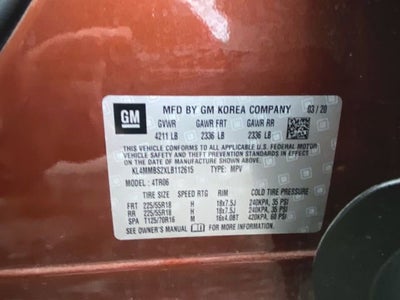 GM
MFD BY GM KOREA COMPANY 03/20
GVWR GAWR FRT GAWR RR
4211 LB 2336 LB 2336 LB
THIS VEHICLE CONFORMS TO ALL APPLICABLE U.S. FEDERAL MOTOR
VEHICLE SAFETY AND THEFT PREVENTION STANDARDS IN EFFECT ON THE
DATE OF MANUFACTURE SHOWN ABOVE.
KL4MMBS2XLB112615 TYPE: MPV
MODEL: 4TR06
TIRE SIZE SPEED RTG RIM COLD TIRE PRESSURE
FRT 225/55R18 H 18x7.5J 240KPA, 35 PSI
RR 225/55R18 H 18x7.5J 240KPA, 35 PSI
SPA T125/70R16 M 16x4.0BT 420KPA, 60 PSI
SEE OWNER'S MANUAL FOR ADDITIONAL INFORMATION.